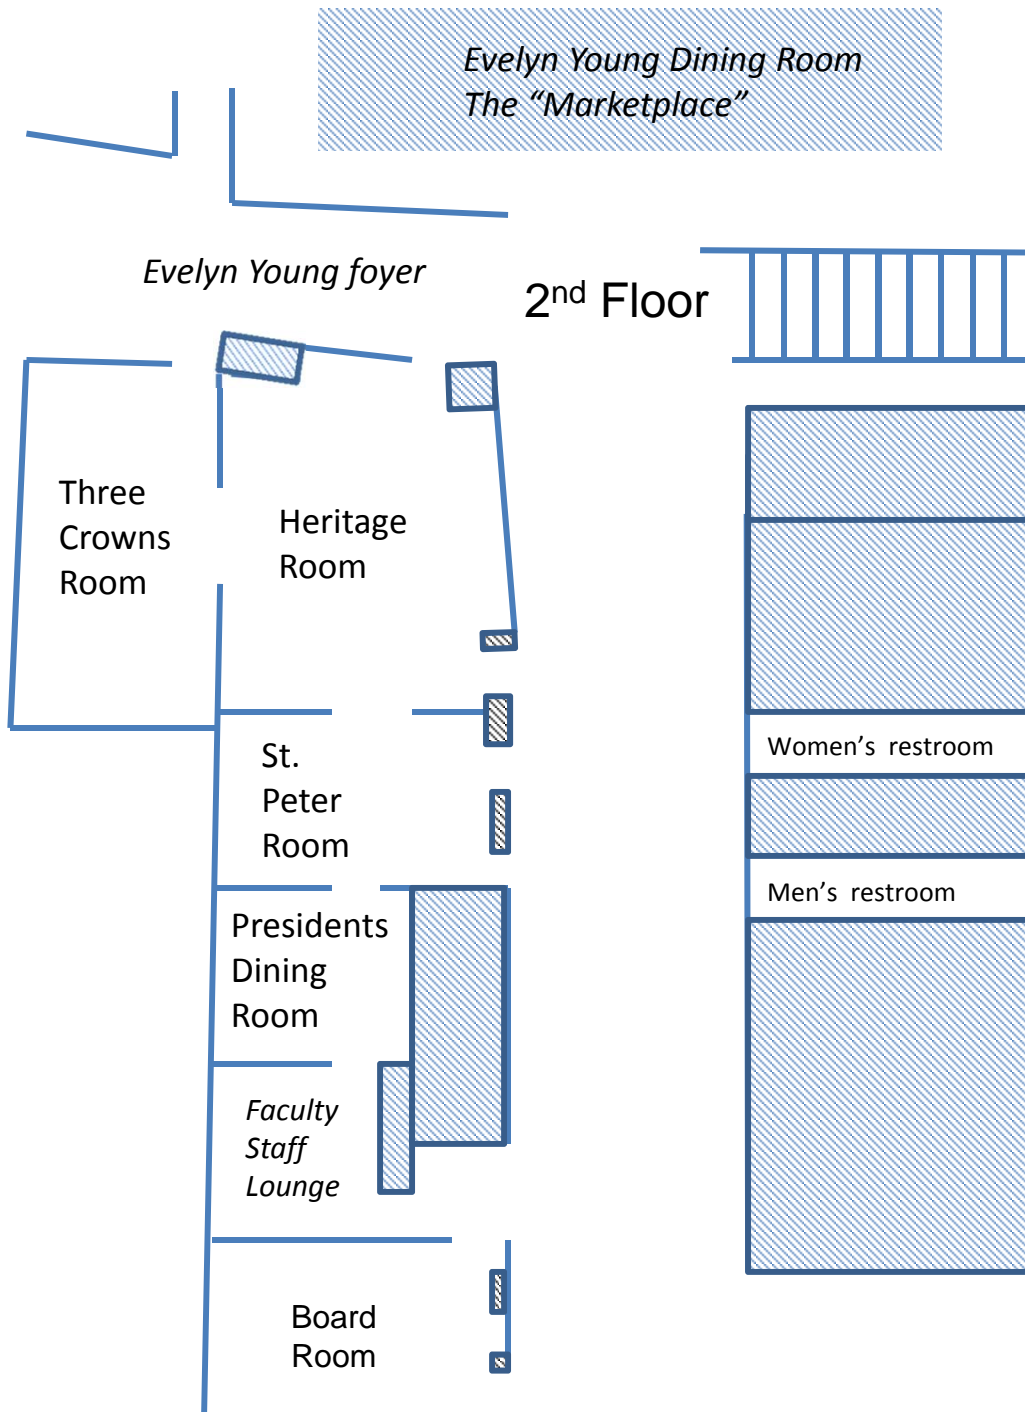 Evelyn Young Dining Room
The “Marketplace”
Evelyn Young foyer
2nd Floor
Three
Crowns
Room
Heritage
Room
Women’s restroom
St.
Peter
Room
Men’s restroom
Presidents
Dining
Room
Faculty
Staff
Lounge
Board
Room